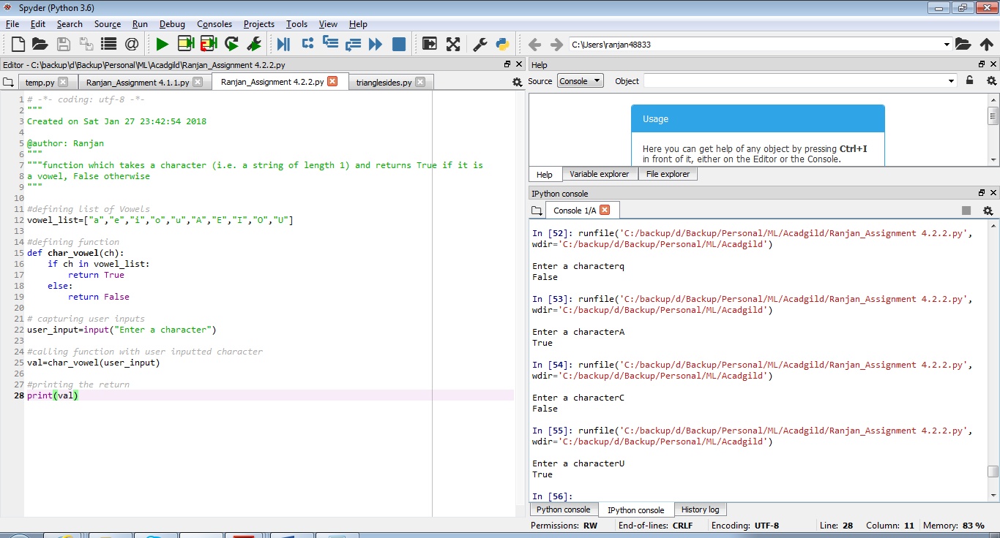 Spyder (Python 3.6)
File Edit Search Source Run Debug Consoles Projects Tools View Help
C:\Users\ranjan48833
Editor - C:\backup\d\Backup\Personal\ML\Acadgild\Ranjan_Assignment 4.2.2.py
temp.py Ranjan_Assignment 4.1.1.py Ranjan_Assignment 4.2.2.py trianglesides.py
1 # -*- coding: utf-8 -*-
2 """
3 Created on Sat Jan 27 23:42:54 2018
4
5 @author: Ranjan
6 """
7 """function which takes a character (i.e. a string of length 1) and returns True if it is
8 a vowel, False otherwise
9 """
10
11 #defining list of Vowels
12 vowel_list=["a","e","i","o","u","A","E","I","O","U"]
13
14 #defining function
15 def char_vowel(ch):
16     if ch in vowel_list:
17         return True
18     else:
19         return False
20
21 # capturing user inputs
22 user_input=input("Enter a character")
23
24 #calling function with user inputted character
25 val=char_vowel(user_input)
26
27 #printing the return
28 print(val)
Help
Source Console Object
Usage
Here you can get help of any object by pressing Ctrl+I
in front of it, either on the Editor or the Console.
Help Variable explorer File explorer
IPython console
Console 1/A
In [52]: runfile('C:/backup/d/Backup/Personal/ML/Acadgild/Ranjan_Assignment 4.2.2.py',
wdir='C:/backup/d/Backup/Personal/ML/Acadgild')
Enter a characterq
False
In [53]: runfile('C:/backup/d/Backup/Personal/ML/Acadgild/Ranjan_Assignment 4.2.2.py',
wdir='C:/backup/d/Backup/Personal/ML/Acadgild')
Enter a characterA
True
In [54]: runfile('C:/backup/d/Backup/Personal/ML/Acadgild/Ranjan_Assignment 4.2.2.py',
wdir='C:/backup/d/Backup/Personal/ML/Acadgild')
Enter a characterC
False
In [55]: runfile('C:/backup/d/Backup/Personal/ML/Acadgild/Ranjan_Assignment 4.2.2.py',
wdir='C:/backup/d/Backup/Personal/ML/Acadgild')
Enter a characterU
True
In [56]:
Python console IPython console History log
Permissions: RW End-of-lines: CRLF Encoding: UTF-8 Line: 28 Column: 11 Memory: 83 %